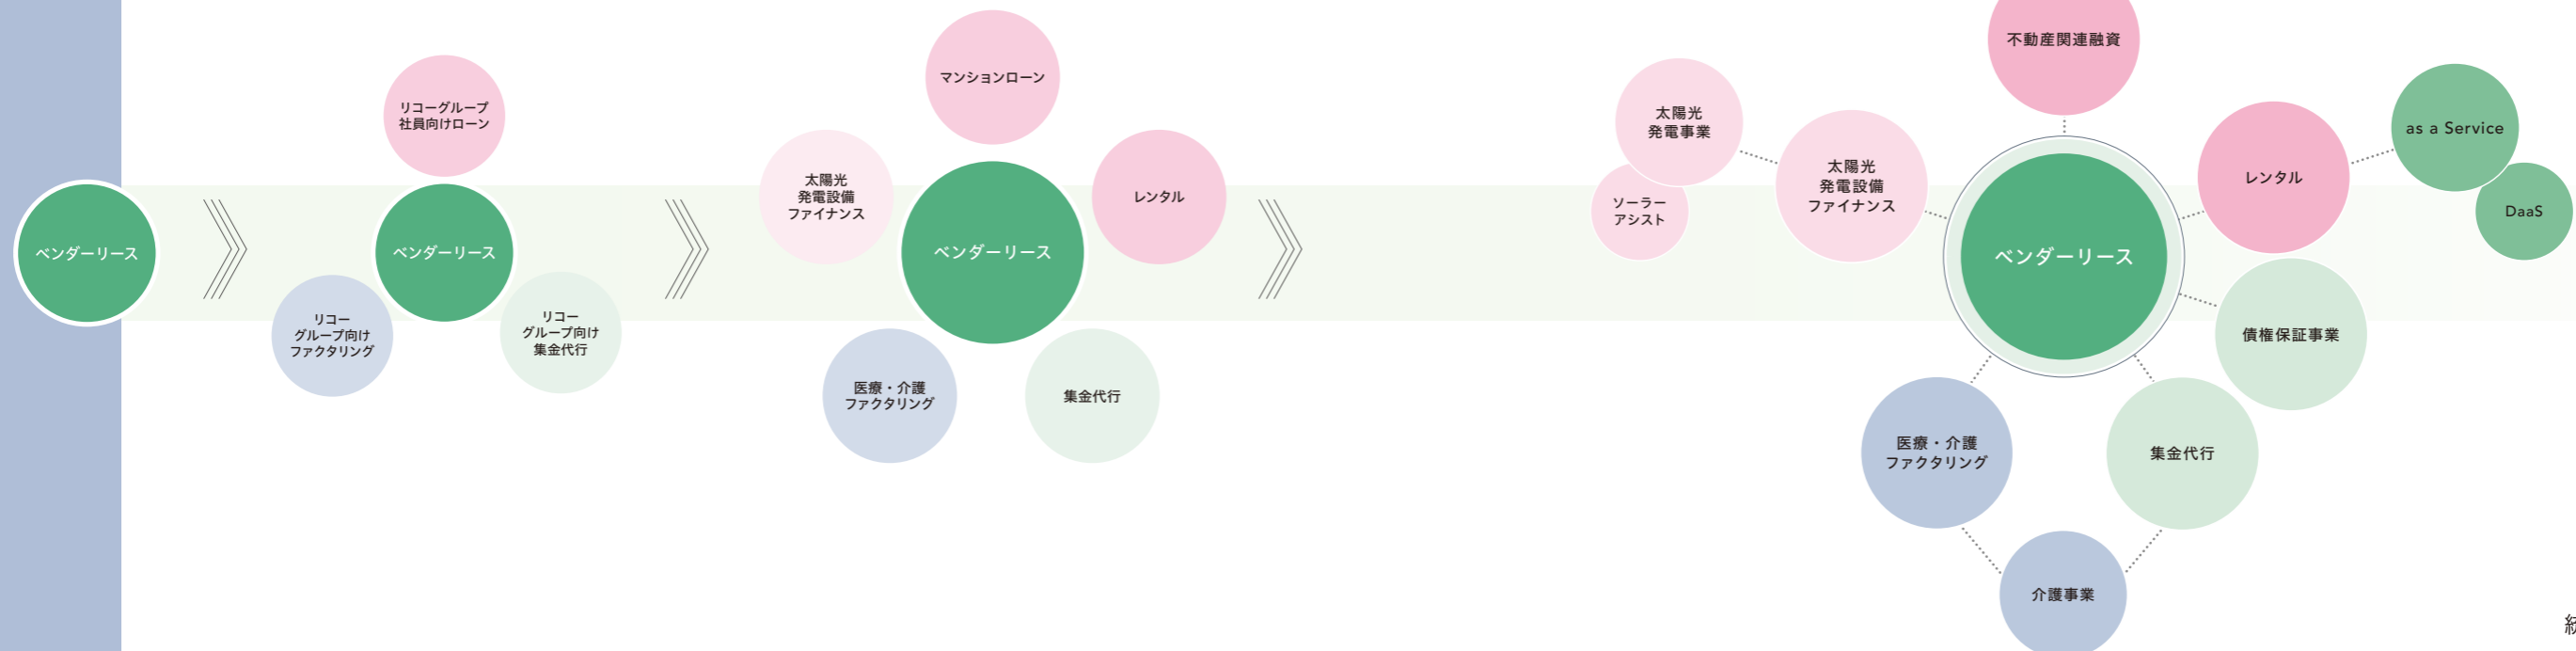 ベンダーリース
リコーグループ
社員向けローン
ベンダーリース
リコー
グループ向け
ファクタリング
リコー
グループ向け
集金代行
マンションローン
太陽光
発電設備
ファイナンス
レンタル
ベンダーリース
医療・介護
ファクタリング
集金代行
不動産関連融資
太陽光
発電事業
ソーラー
アシスト
太陽光
発電設備
ファイナンス
レンタル
as a Service
DaaS
ベンダーリース
債権保証事業
医療・介護
ファクタリング
集金代行
介護事業